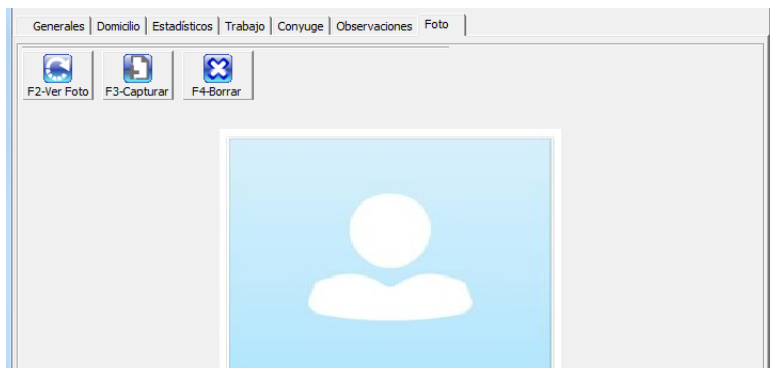 Generales Domicilio Estadísticos Trabajo Conyuge Observaciones Foto
F2-Ver Foto F3-Capturar F4-Borrar